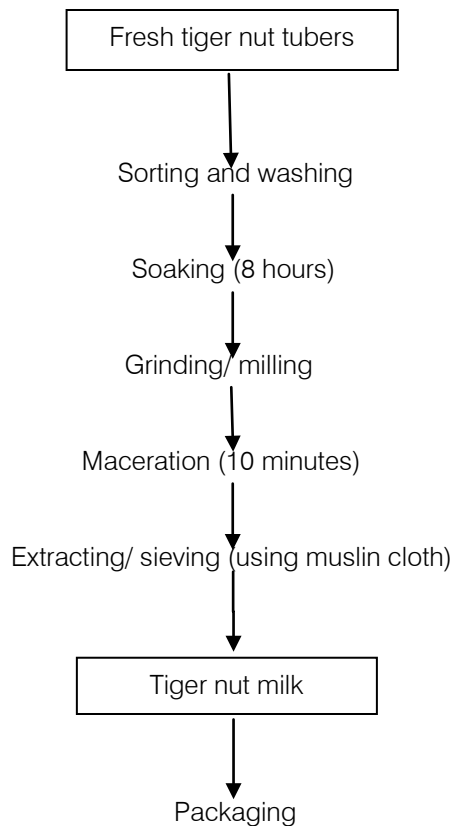 Fresh tiger nut tubers
Sorting and washing
Soaking (8 hours)
Grinding/ milling
Maceration (10 minutes)
Extracting/ sieving (using muslin cloth)
Tiger nut milk
Packaging